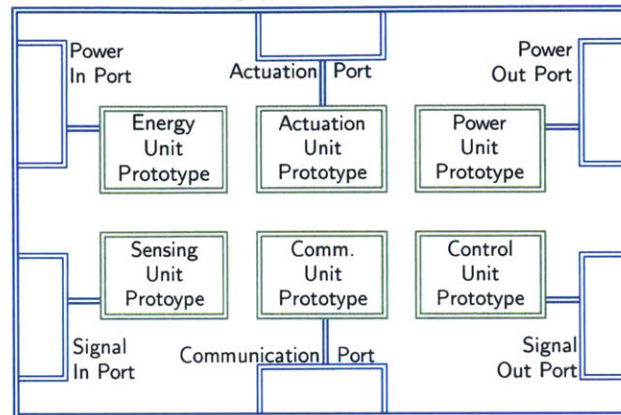 Power
In Port
Actuation Port
Power
Out Port
Energy
Unit
Prototype
Actuation
Unit
Prototype
Power
Unit
Prototype
Sensing
Unit
Protoype
Comm.
Unit
Prototype
Control
Unit
Prototype
Signal
In Port
Communication Port
Signal
Out Port